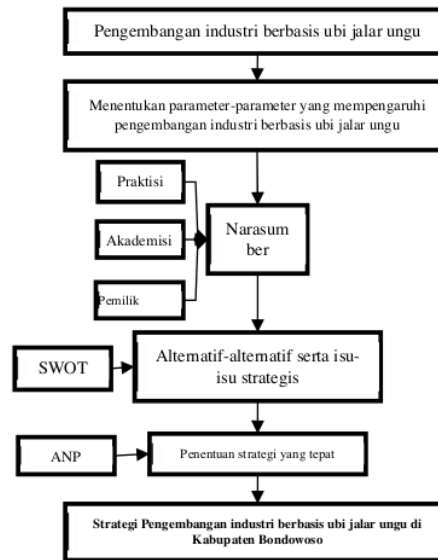 Pengembangan industri berbasis ubi jalar ungu
Menentukan parameter-parameter yang mempengaruhi
pengembangan industri berbasis ubi jalar ungu
Praktisi
Akademisi
Pemilik
Narasum
ber
SWOT
Alternatif-alternatif serta isu-
isu strategis
ANP
Penentuan strategi yang tepat
Strategi Pengembangan industri berbasis ubi jalar ungu di
Kabupaten Bondowoso